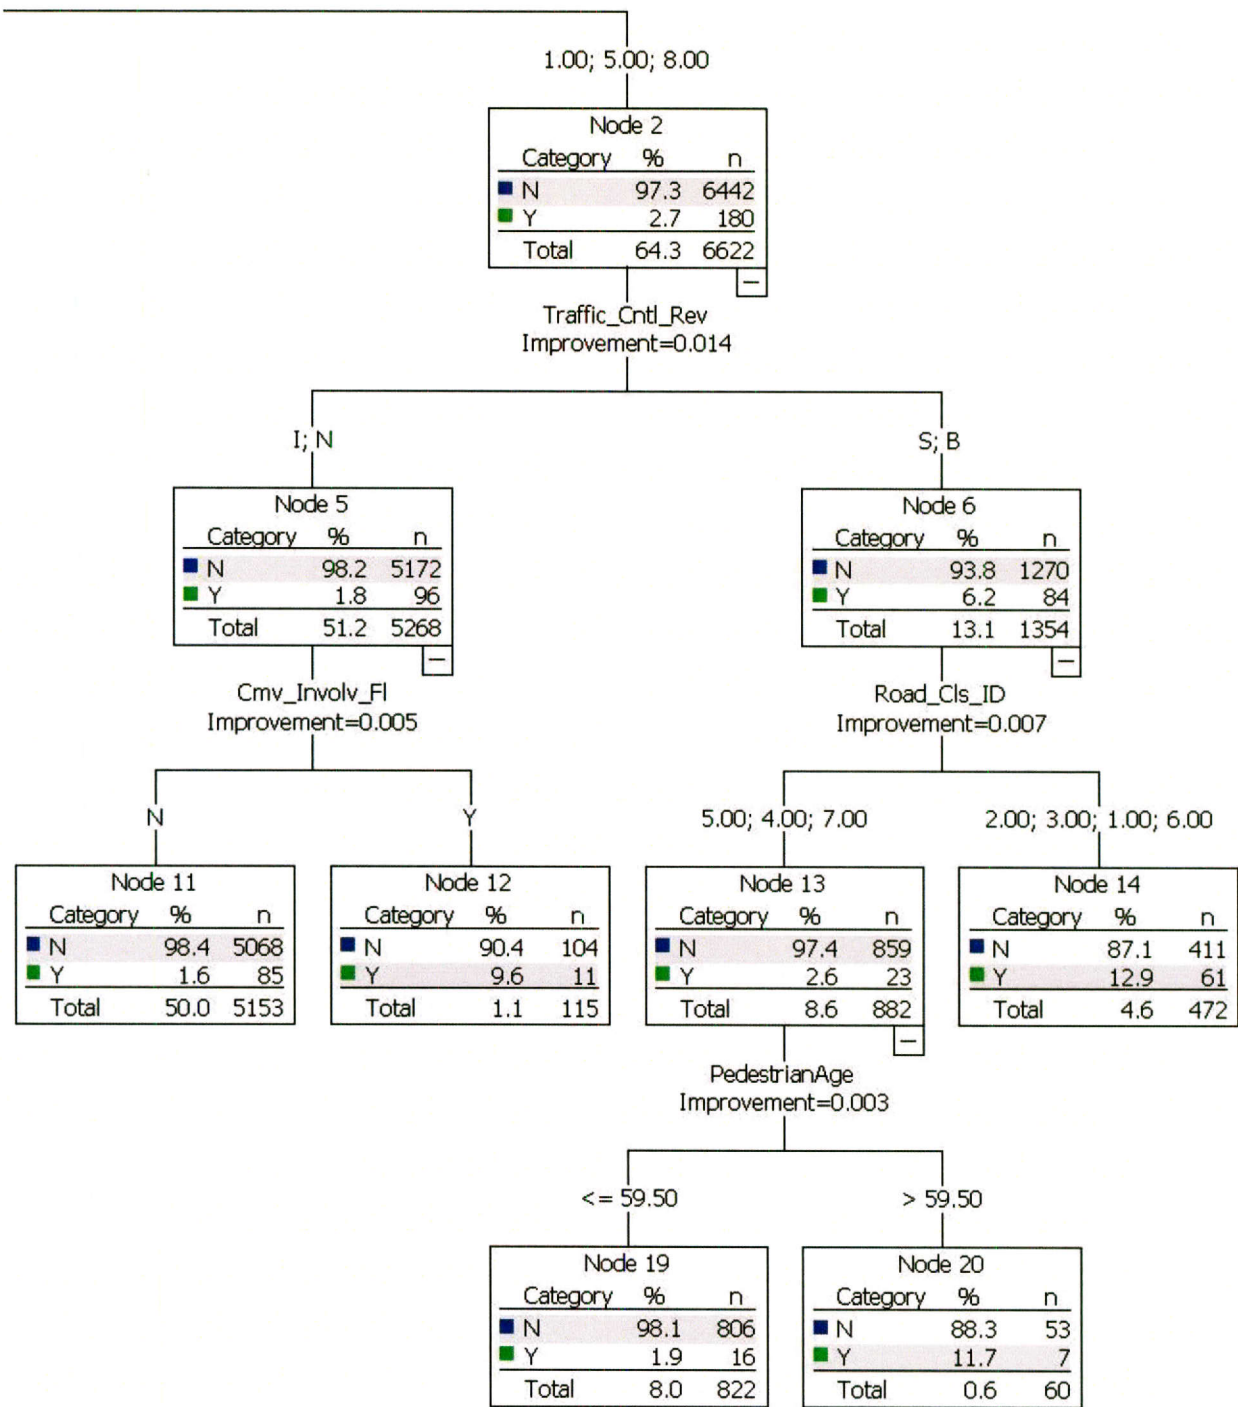 1.00; 5.00; 8.00
Node 2
Category % n
N 97.3 6442
Y 2.7 180
Total 64.3 6622
Traffic_Cntl_Rev
Improvement=0.014
I; N
S; B
Node 5
Category % n
N 98.2 5172
Y 1.8 96
Total 51.2 5268
Node 6
Category % n
N 93.8 1270
Y 6.2 84
Total 13.1 1354
Cmv_Involv_Fl
Improvement=0.005
Road_Cls_ID
Improvement=0.007
N
Y
5.00; 4.00; 7.00
2.00; 3.00; 1.00; 6.00
Node 11
Category % n
N 98.4 5068
Y 1.6 85
Total 50.0 5153
Node 12
Category % n
N 90.4 104
Y 9.6 11
Total 1.1 115
Node 13
Category % n
N 97.4 859
Y 2.6 23
Total 8.6 882
Node 14
Category % n
N 87.1 411
Y 12.9 61
Total 4.6 472
PedestrianAge
Improvement=0.003
<= 59.50
> 59.50
Node 19
Category % n
N 98.1 806
Y 1.9 16
Total 8.0 822
Node 20
Category % n
N 88.3 53
Y 11.7 7
Total 0.6 60